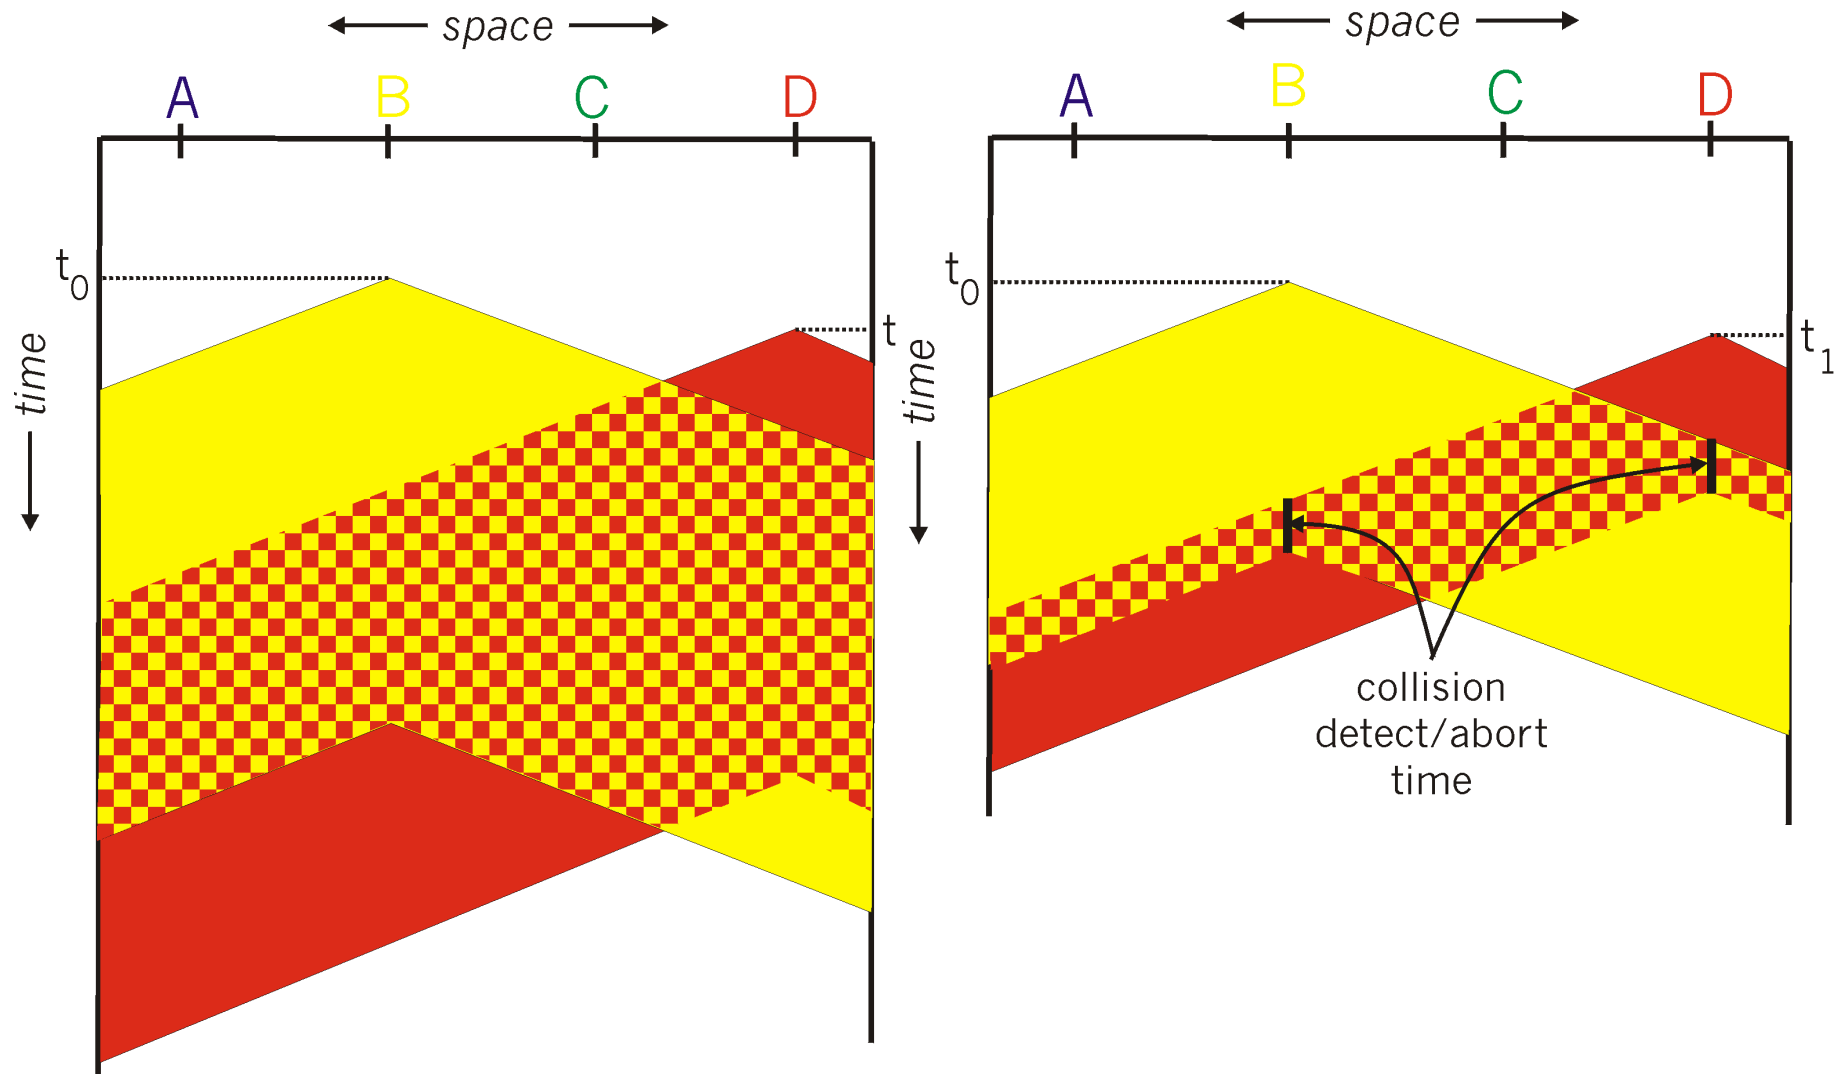 space
A B C D
t0
t
time
space
A B C D
t0
t1
time
collision
detect/abort
time